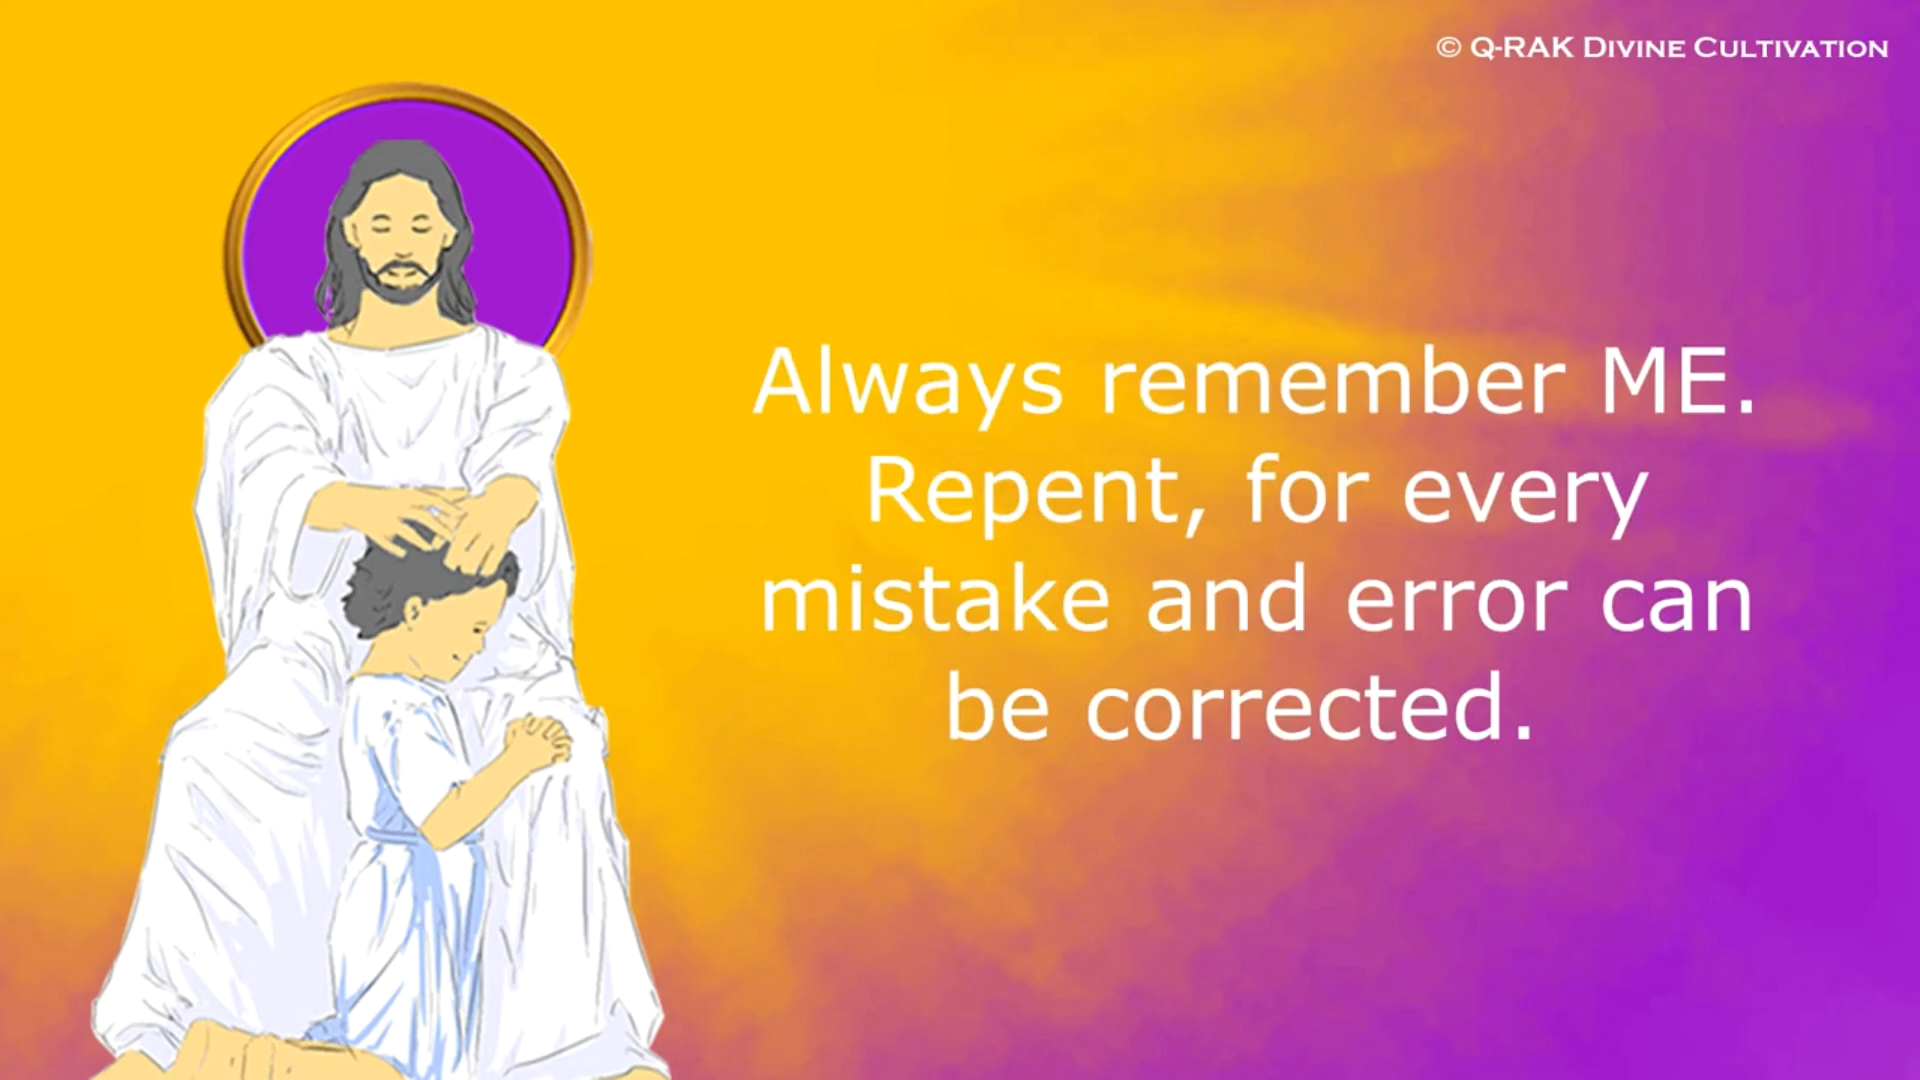 © Q-RAK DIVINE CULTIVATION
Always remember ME.
Repent, for every
mistake and error can
be corrected.